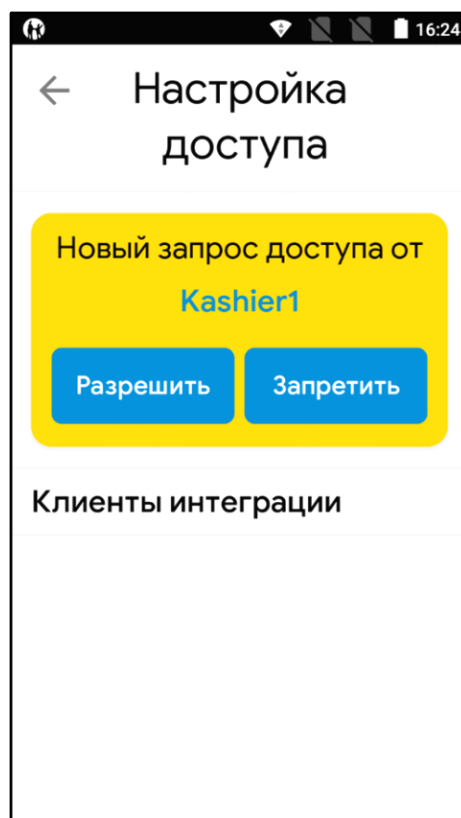 16:24
Настройка
доступа
Новый запрос доступа от
Kashier1
Разрешить
Запретить
Клиенты интеграции